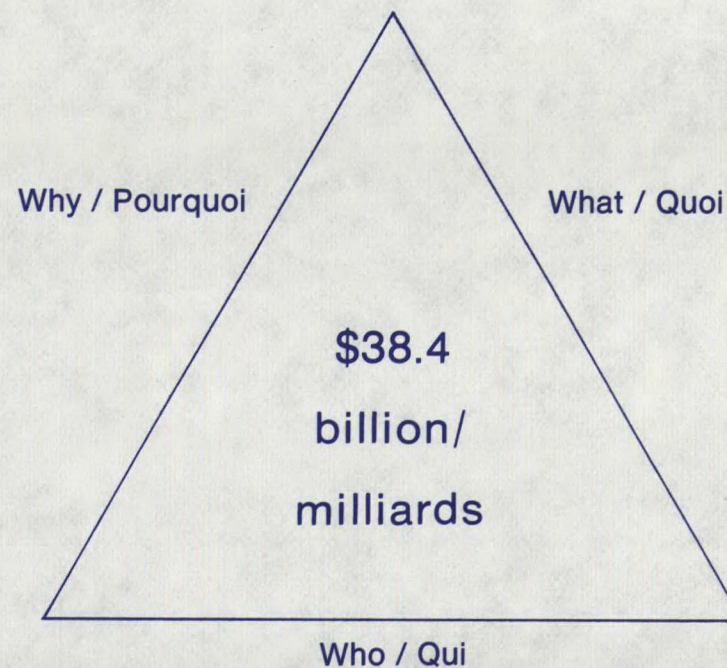 Why / Pourquoi
What / Quoi
$38.4
billion/
milliards
Who / Qui